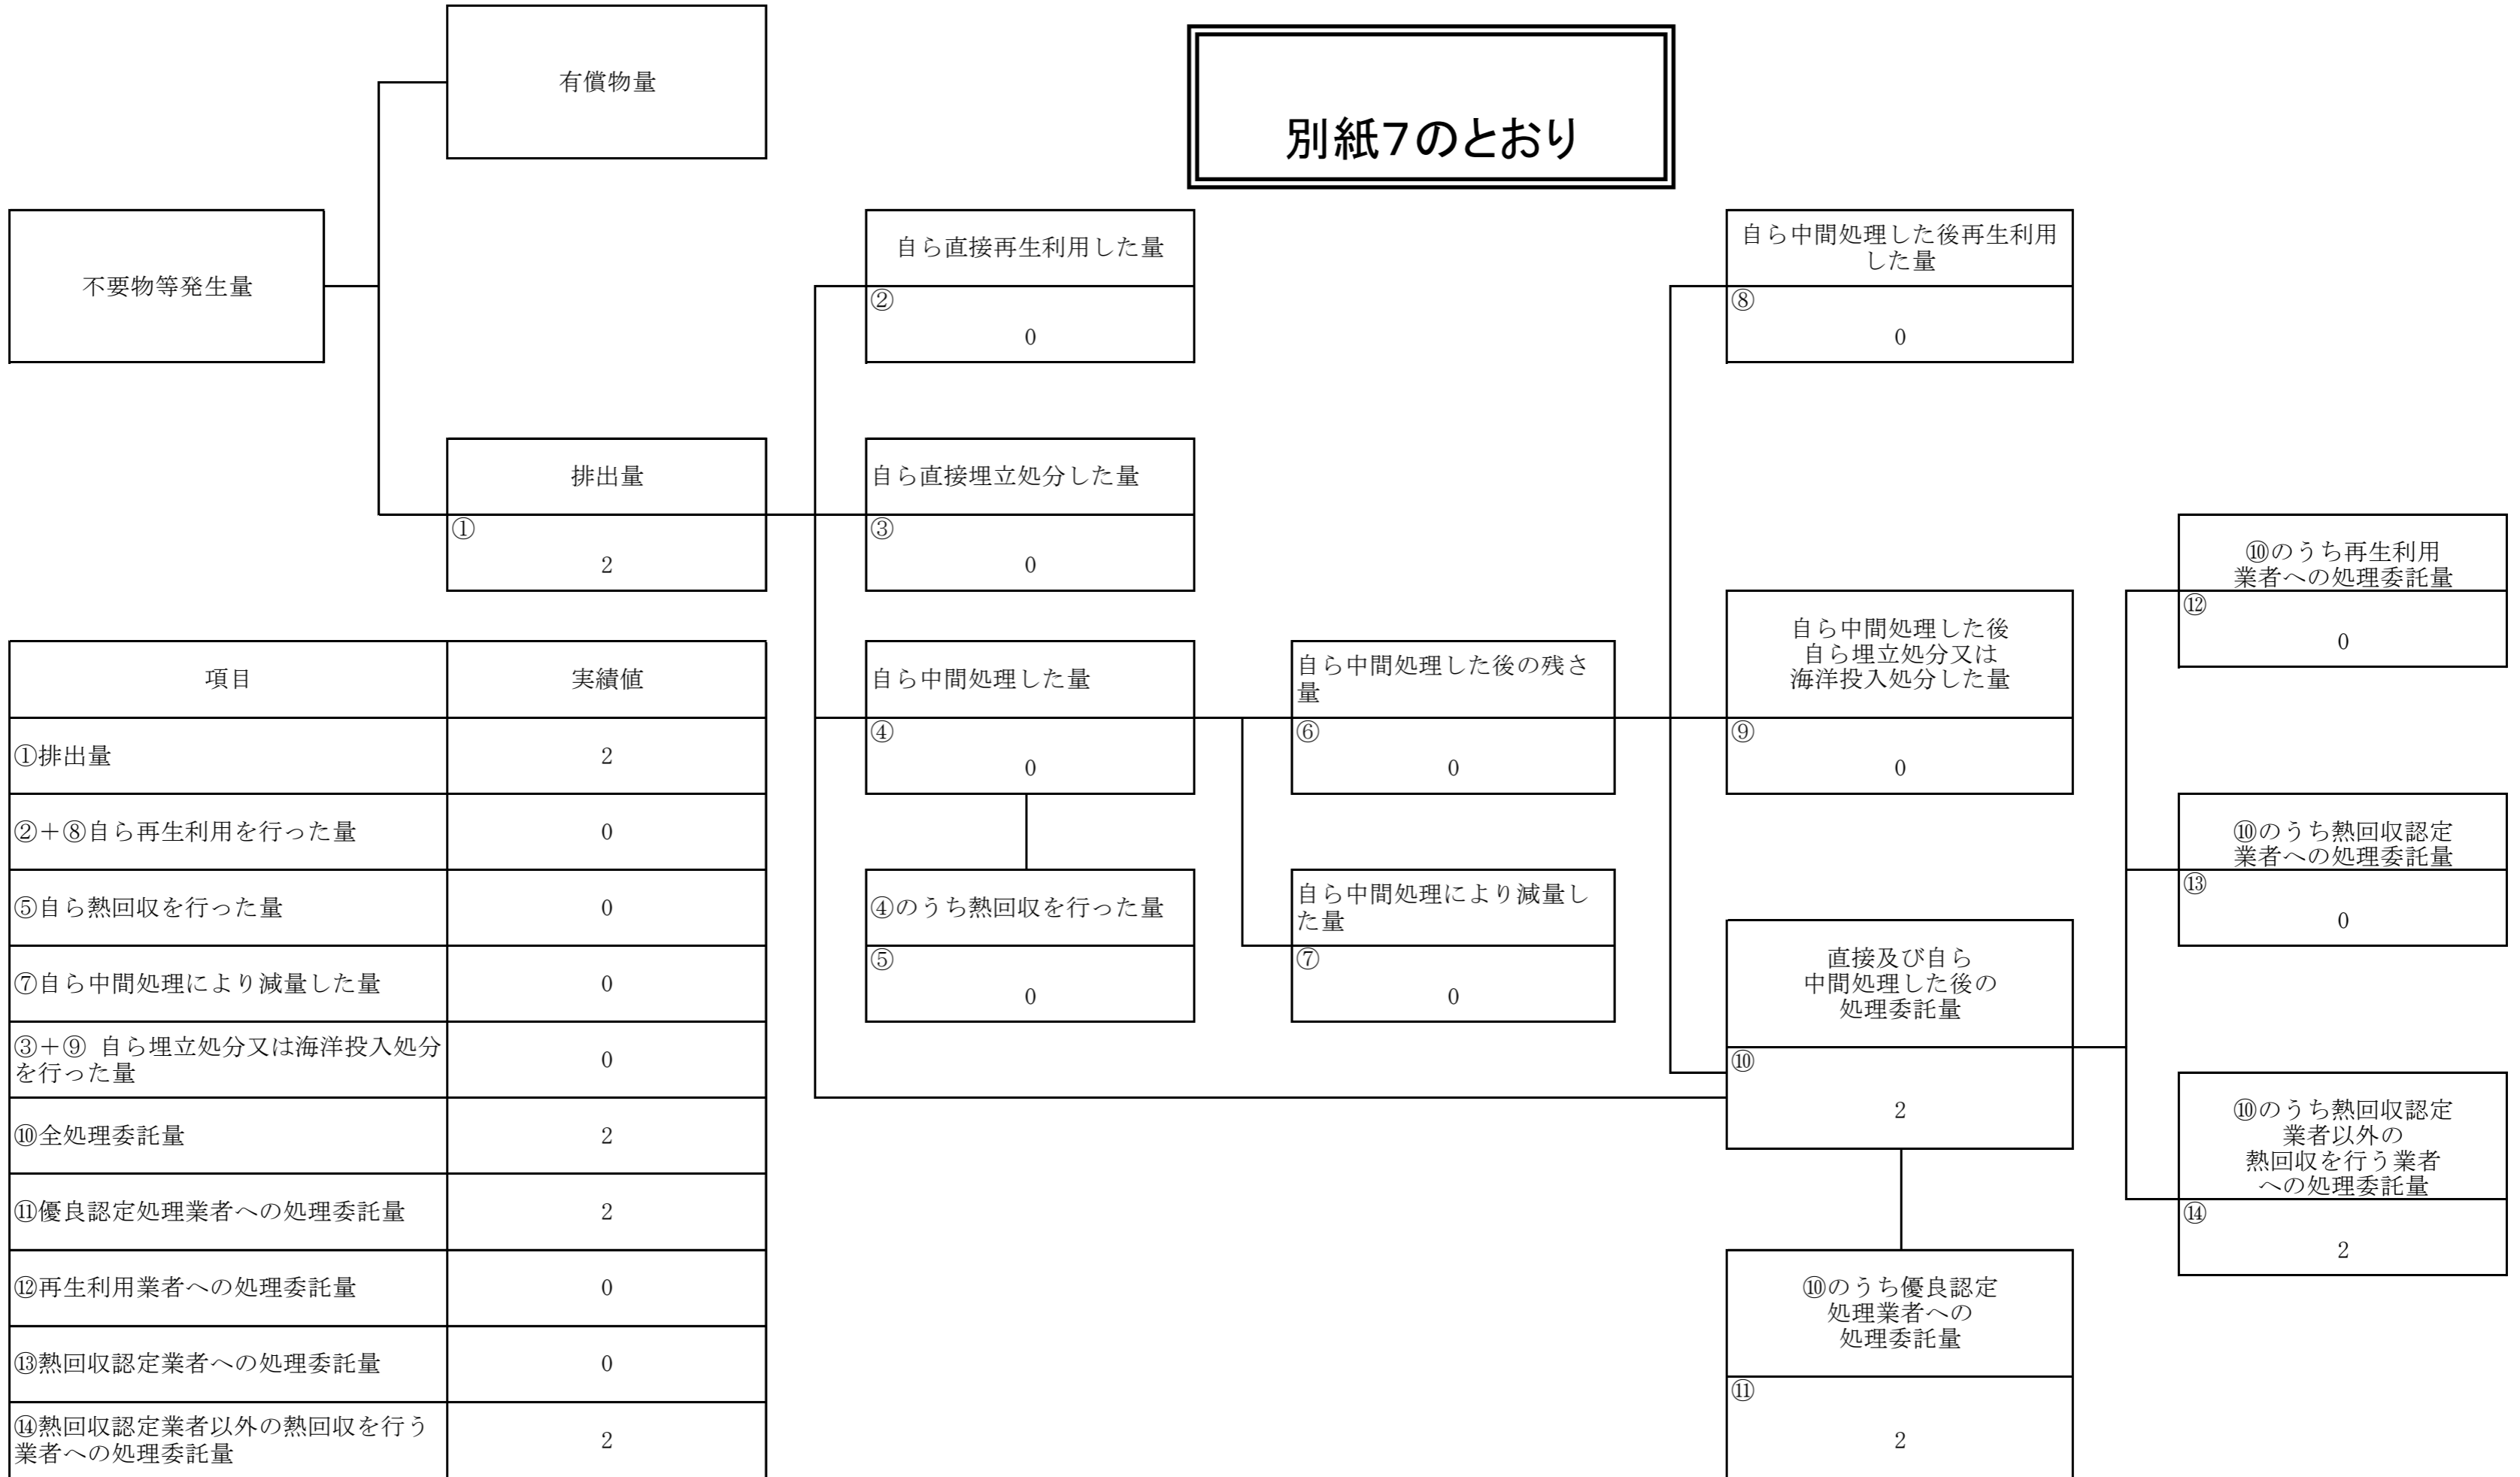 有償物量
別紙7のとおり
不要物等発生量
自ら直接再生利用した量
②
0
自ら中間処理した後再生利用
した量
⑧
0
排出量
①
2
自ら直接埋立処分した量
③
0
⑩のうち再生利用
業者への処理委託量
⑫
0
自ら中間処理した量
④
0
自ら中間処理した後の残さ
量
⑥
0
自ら中間処理した後
自ら埋立処分又は
海洋投入処分した量
⑨
0
⑩のうち熱回収認定
業者への処理委託量
⑬
0
④のうち熱回収を行った量
⑤
0
自ら中間処理により減量し
た量
⑦
0
直接及び自ら
中間処理した後の
処理委託量
⑩
2
⑩のうち熱回収認定
業者以外の
熱回収を行う業者
への処理委託量
⑭
2
⑩のうち優良認定
処理業者への
処理委託量
⑪
2
項目 実績値
①排出量 2
②＋⑧自ら再生利用を行った量 0
⑤自ら熱回収を行った量 0
⑦自ら中間処理により減量した量 0
③＋⑨ 自ら埋立処分又は海洋投入処分
を行った量 0
⑩全処理委託量 2
⑪優良認定処理業者への処理委託量 2
⑫再生利用業者への処理委託量 0
⑬熱回収認定業者への処理委託量 0
⑭熱回収認定業者以外の熱回収を行う
業者への処理委託量 2